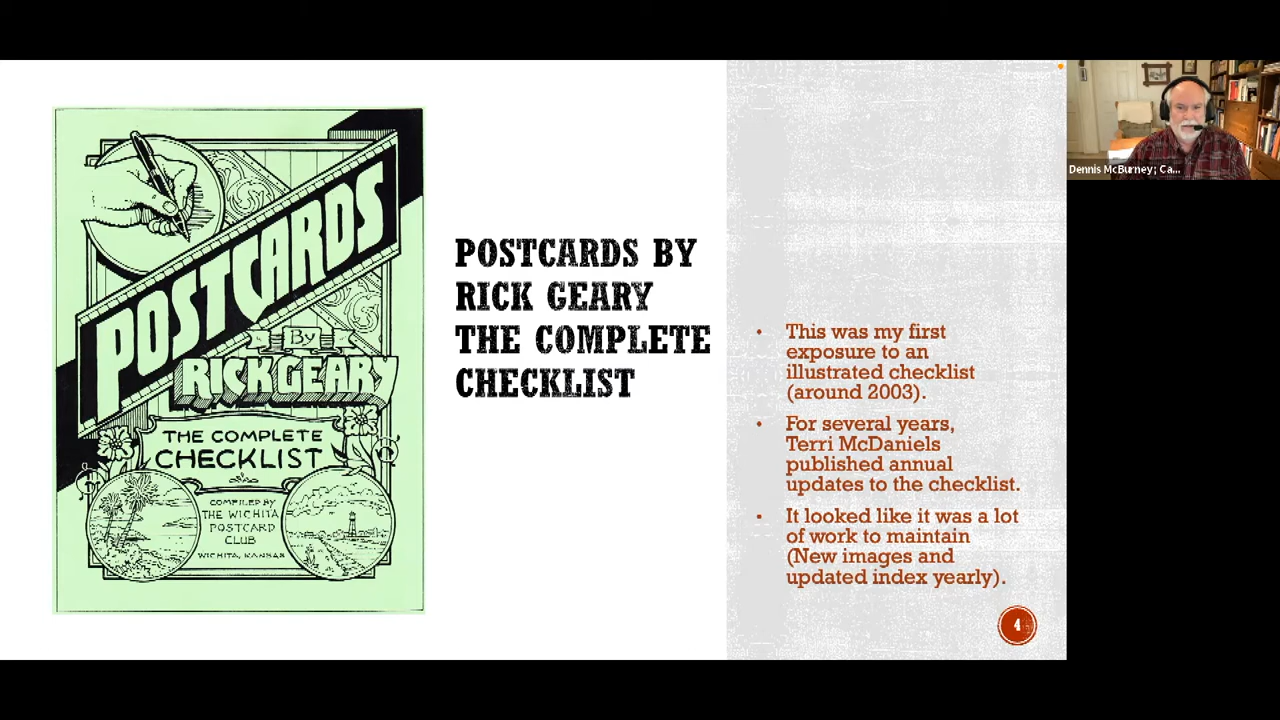 POSTCARDS
By
RICK GEARY
THE COMPLETE
CHECKLIST
COMPILED BY
THE WICHITA
POSTCARD
CLUB
WICHITA, KANSAS
POSTCARDS BY
RICK GEARY
THE COMPLETE
CHECKLIST
• This was my first
exposure to an
illustrated checklist
(around 2003).
• For several years,
Terri McDaniels
published annual
updates to the checklist.
• It looked like it was a lot
of work to maintain
(New images and
updated index yearly).
4
Dennis McBurney; Ca...